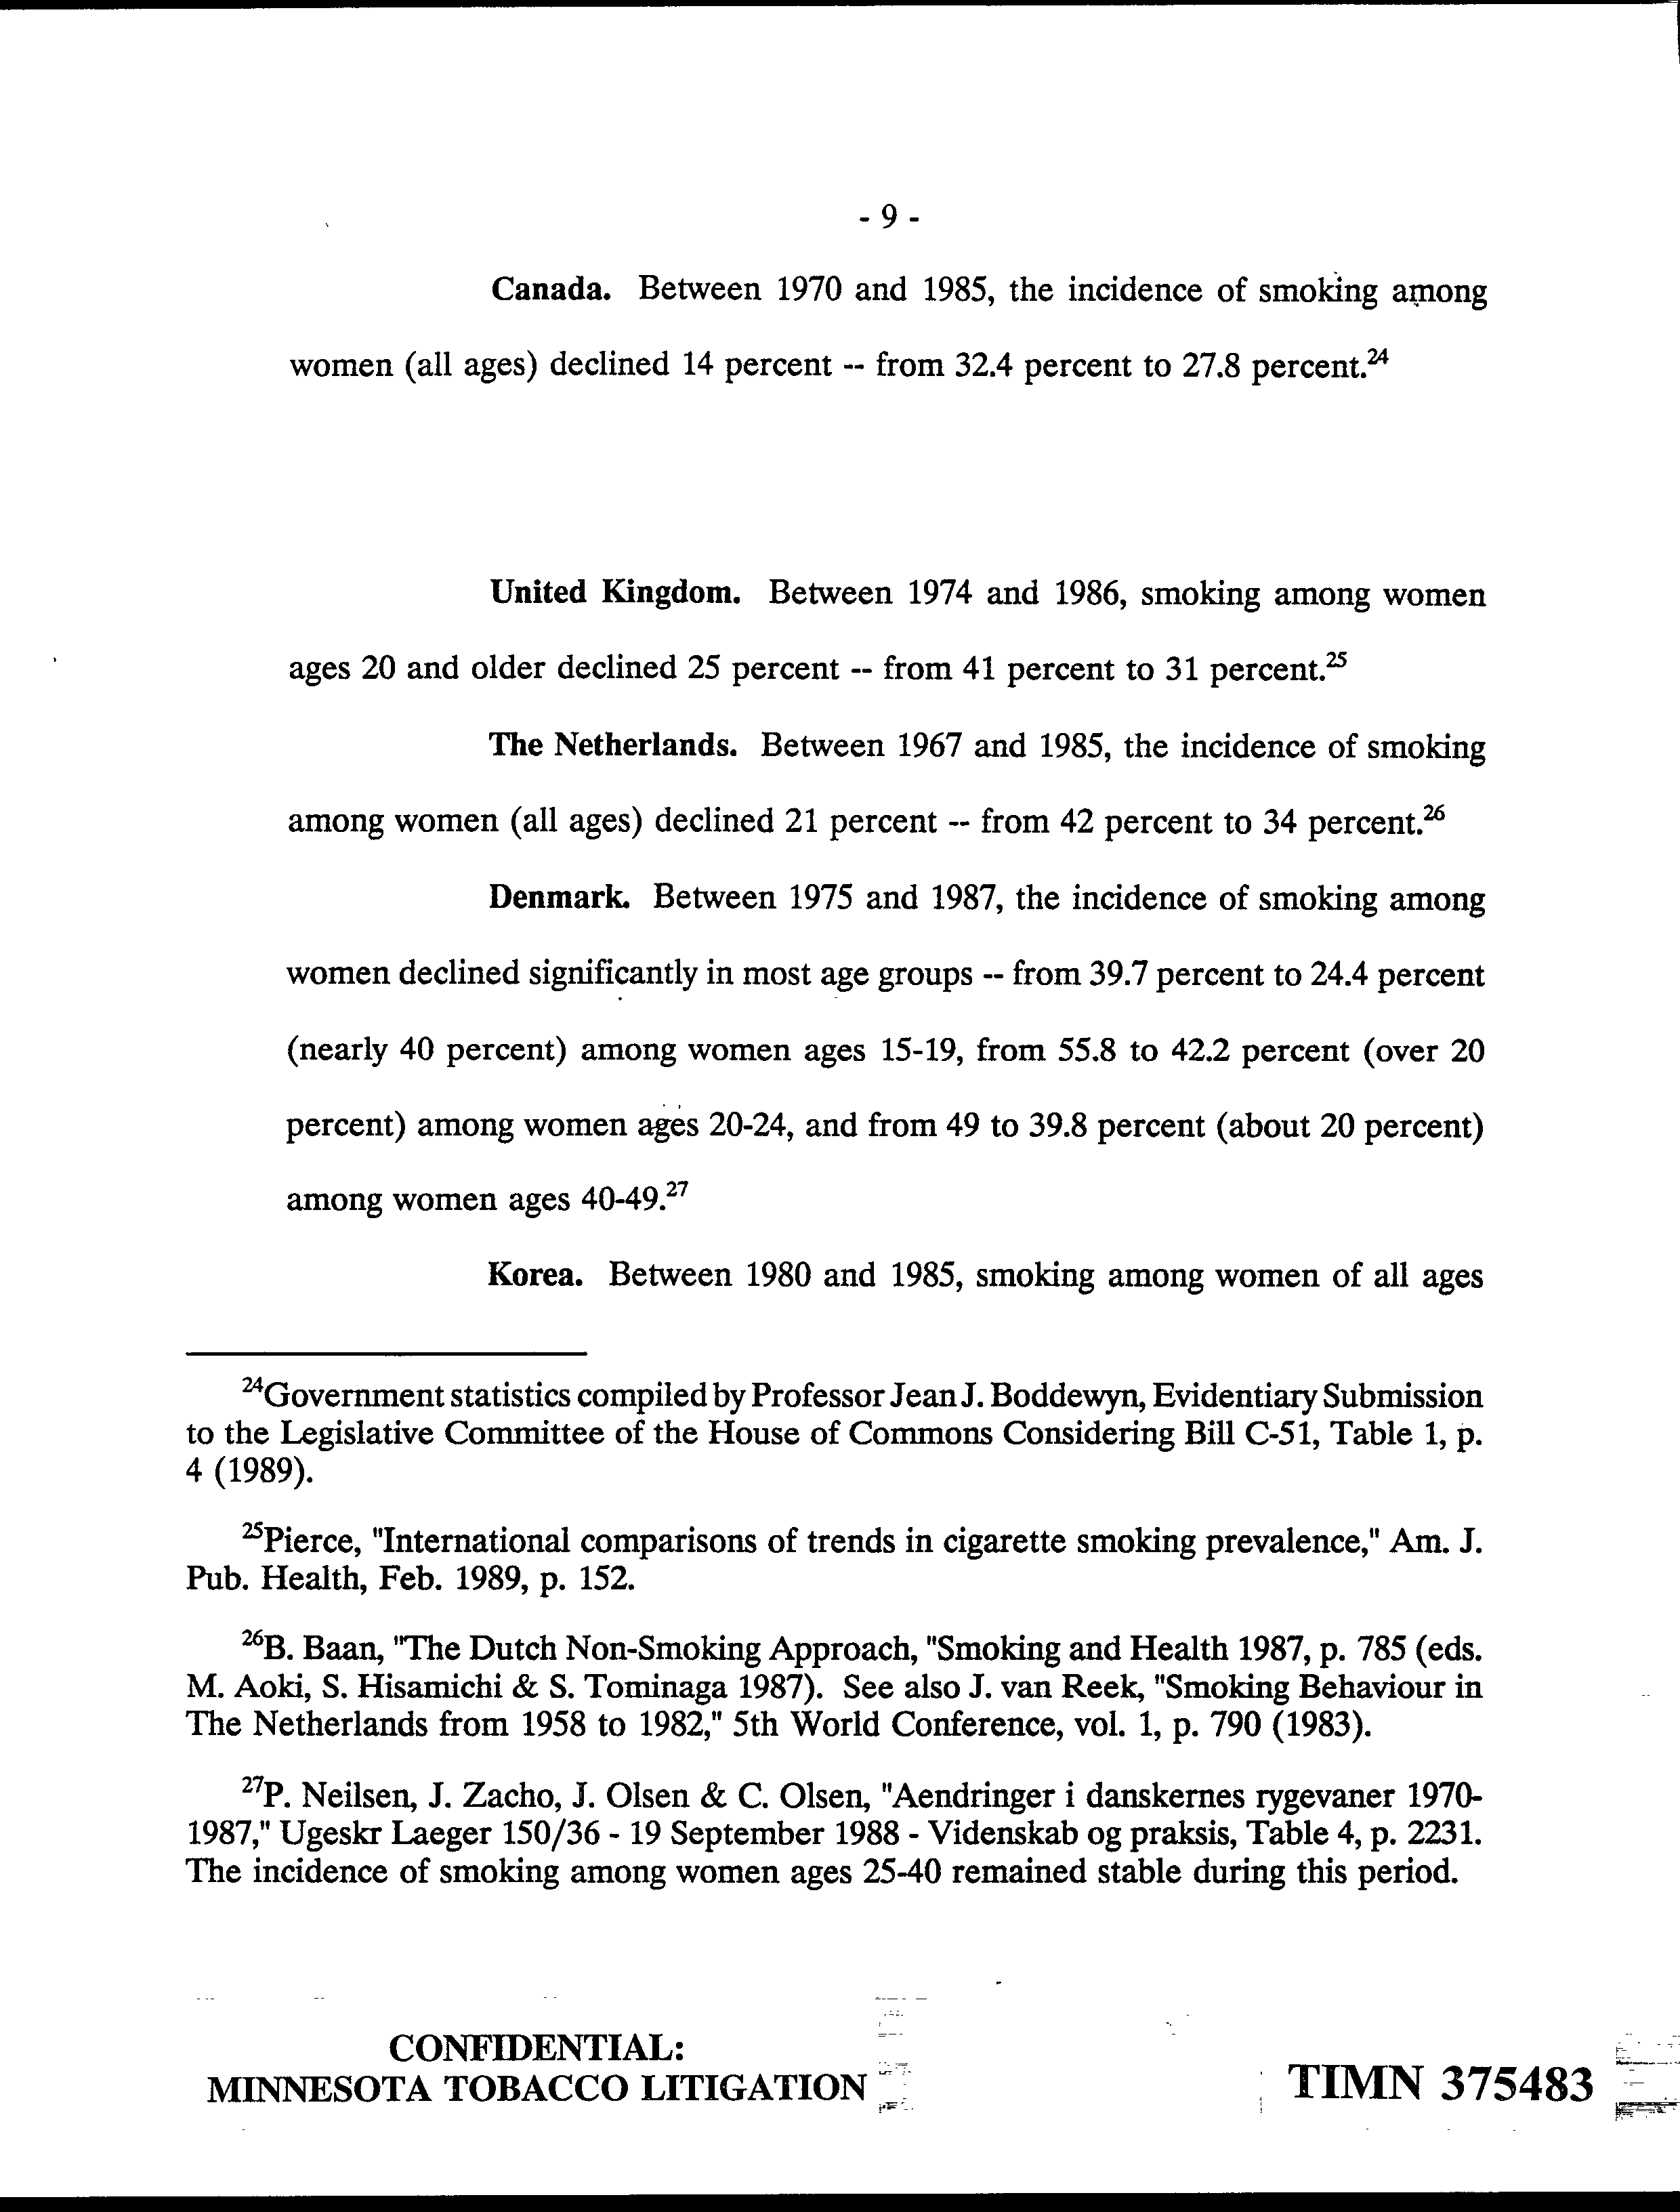 - 9 -
Canada. Between 1970 and 1985, the incidence of smoking among
women (all ages) declined 14 percent -- from 32.4 percent to 27.8 percent.24
United Kingdom. Between 1974 and 1986, smoking among women
ages 20 and older declined 25 percent -- from 41 percent to 31 percent.25
The Netherlands. Between 1967 and 1985, the incidence of smoking
among women (all ages) declined 21 percent -- from 42 percent to 34 percent.26
Denmark. Between 1975 and 1987, the incidence of smoking among
women declined significantly in most age groups -- from 39.7 percent to 24.4 percent
(nearly 40 percent) among women ages 15-19, from 55.8 to 42.2 percent (over 20
percent) among women ages 20-24, and from 49 to 39.8 percent (about 20 percent)
among women ages 40-49.27
Korea. Between 1980 and 1985, smoking among women of all ages
24Government statistics compiled by Professor Jean J. Boddewyn, Evidentiary Submission
to the Legislative Committee of the House of Commons Considering Bill C-51, Table 1, p.
4 (1989).
25Pierce, "International comparisons of trends in cigarette smoking prevalence," Am. J.
Pub. Health, Feb. 1989, p. 152.
26B. Baan, "The Dutch Non-Smoking Approach, "Smoking and Health 1987, p. 785 (eds.
M. Aoki, S. Hisamichi & S. Tominaga 1987). See also J. van Reek, "Smoking Behaviour in
The Netherlands from 1958 to 1982," 5th World Conference, vol. 1, p. 790 (1983).
27P. Neilsen, J. Zacho, J. Olsen & C. Olsen, "Aendringer i danskernes rygevaner 1970-
1987," Ugeskr Laeger 150/36 - 19 September 1988 - Videnskab og praksis, Table 4, p. 2231.
The incidence of smoking among women ages 25-40 remained stable during this period.
CONFIDENTIAL:
MINNESOTA TOBACCO LITIGATION
TIMN 375483